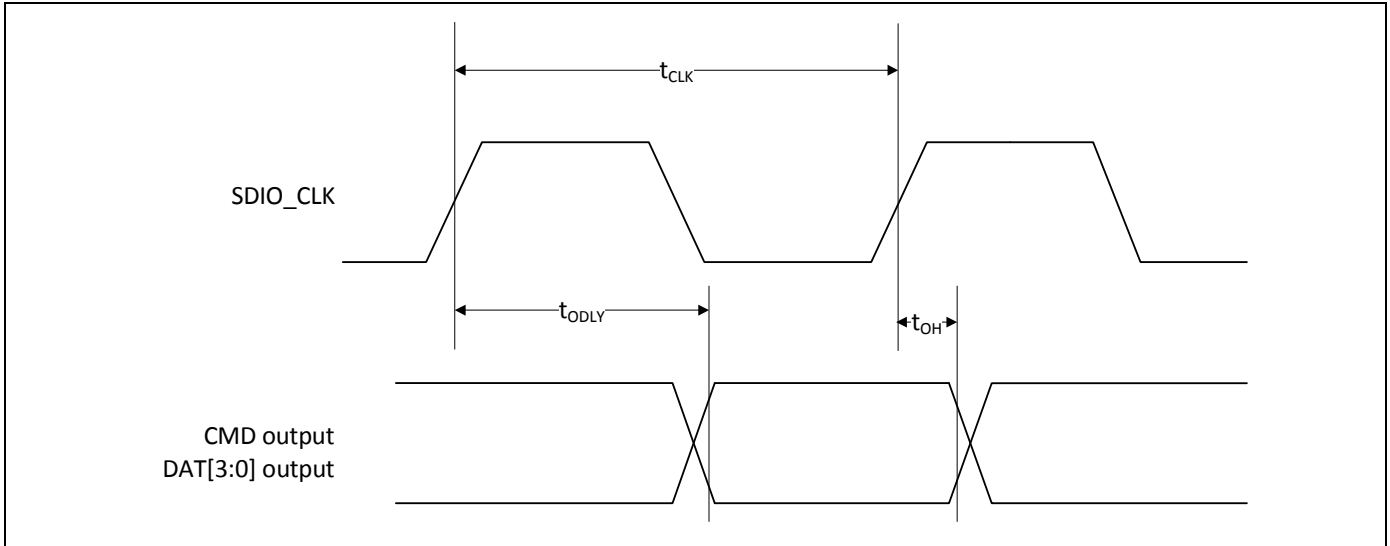 tCLK
SDIO_CLK
tODLY
tOH
CMD output
DAT[3:0] output